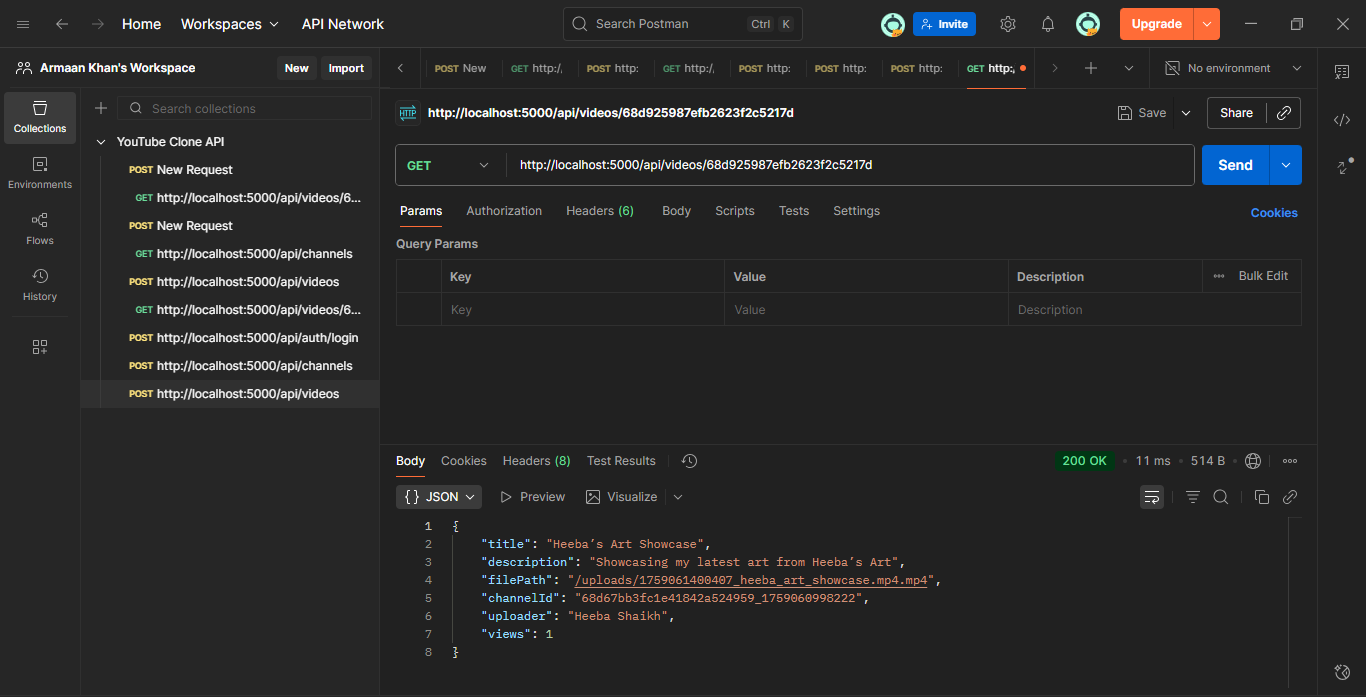 Home Workspaces API Network Search Postman Ctrl K Invite Upgrade
Armaan Khan's Workspace New Import
POST New GET http:/, POST http: GET http:/, POST http: POST http: POST http: GET http:, No environment
Collections
Environments
Flows
History
Search collections
YouTube Clone API
POST New Request
GET http://localhost:5000/api/videos/6...
POST New Request
GET http://localhost:5000/api/channels
POST http://localhost:5000/api/videos
GET http://localhost:5000/api/videos/6...
POST http://localhost:5000/api/auth/login
POST http://localhost:5000/api/channels
POST http://localhost:5000/api/videos
HTTP http://localhost:5000/api/videos/68d925987efb2623f2c5217d Save Share
GET http://localhost:5000/api/videos/68d925987efb2623f2c5217d Send
Params Authorization Headers (6) Body Scripts Tests Settings Cookies
Query Params
Key Value Description Bulk Edit
Key Value Description
Body Cookies Headers (8) Test Results 200 OK 11 ms 514 B
{} JSON Preview Visualize
1 {
2 "title": "Heeba’s Art Showcase",
3 "description": "Showcasing my latest art from Heeba’s Art",
4 "filePath": "/uploads/1759061400407_heeba_art_showcase.mp4.mp4",
5 "channelId": "68d67bb3fc1e41842a524959_1759060998222",
6 "uploader": "Heeba Shaikh",
7 "views": 1
8 }